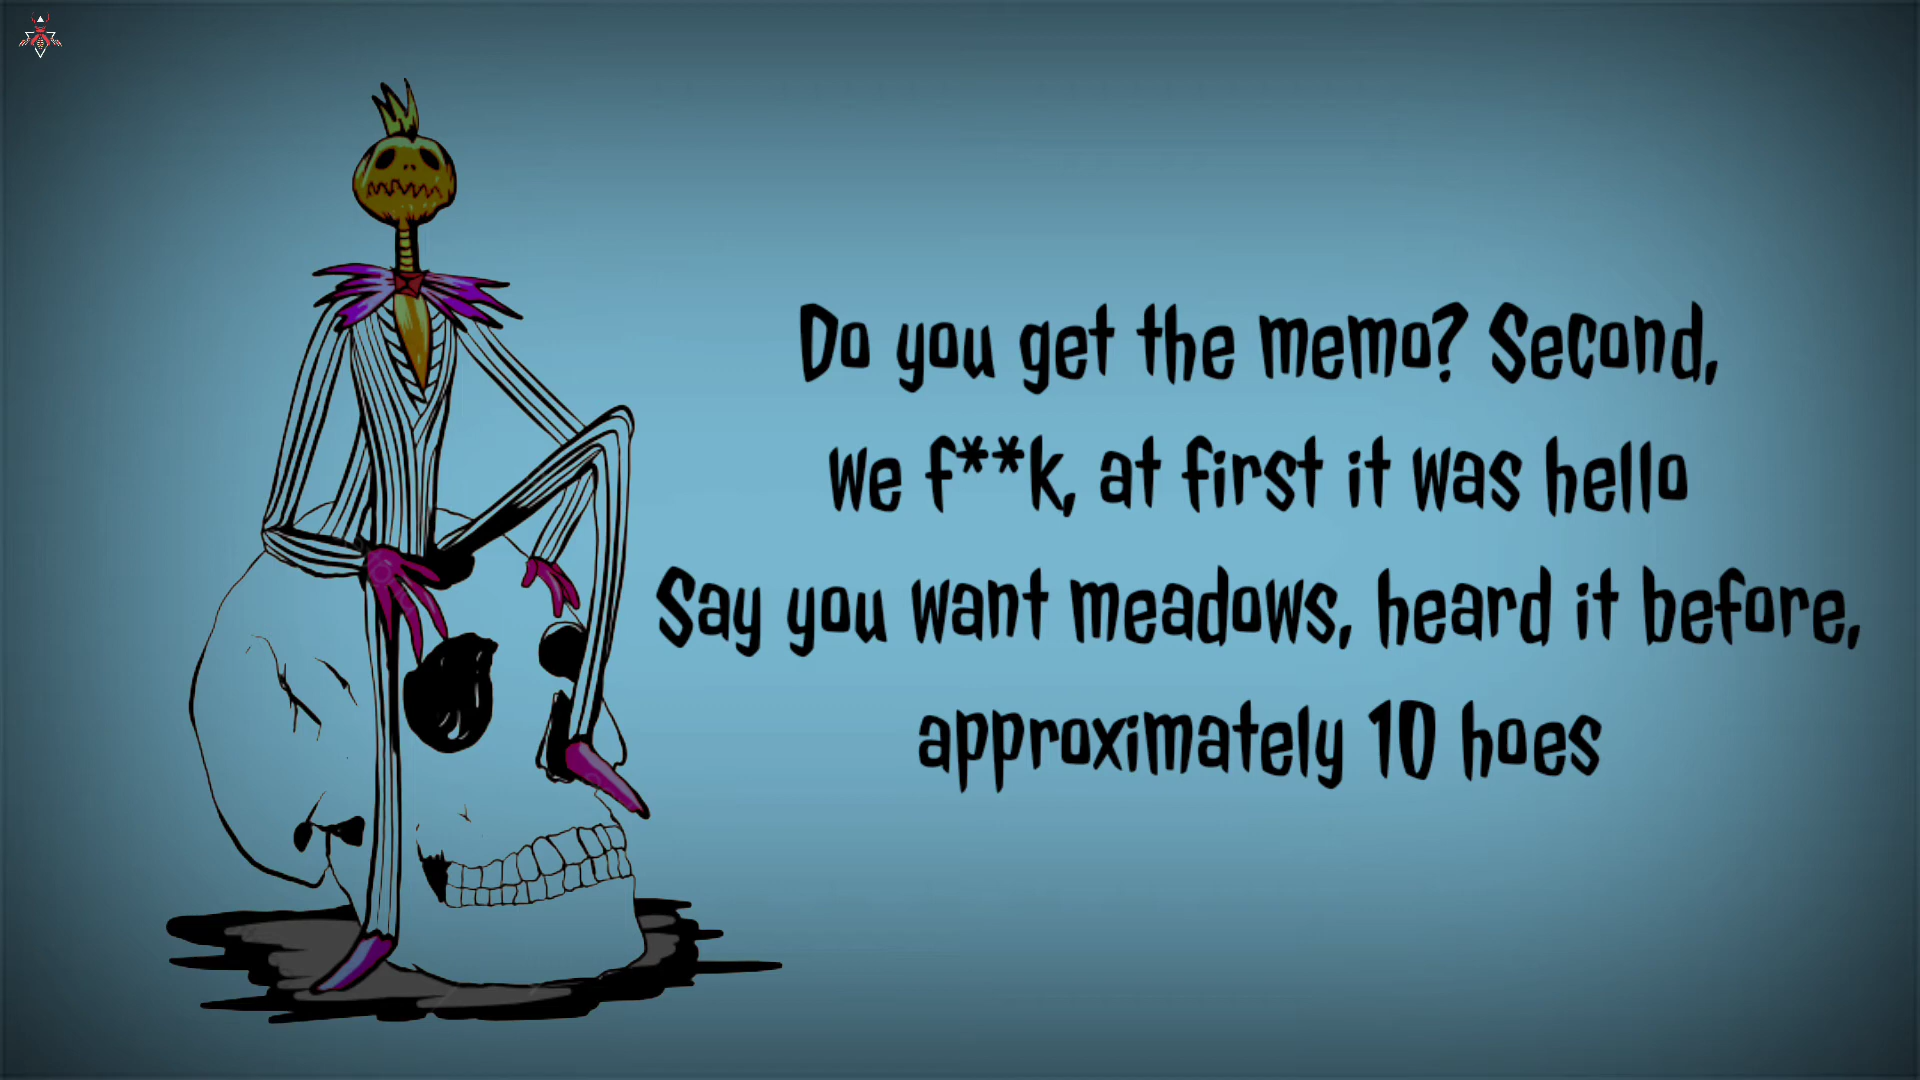 Do you get the memo? Second,
we f**k, at first it was hello
Say you want meadows, heard it before,
approximately 10 hoes